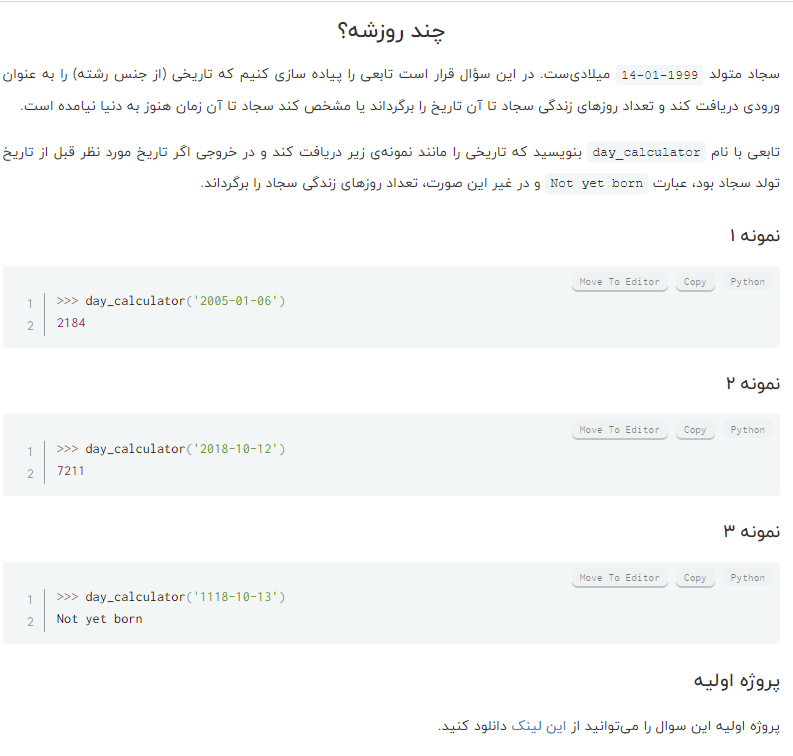 چند روزشه؟
سجاد متولد 14-01-1999 میلادی‌ست. در این سؤال قرار است تابعی را پیاده سازی کنیم که تاریخی (از جنس رشته) را به عنوان
ورودی دریافت کند و تعداد روزهای زندگی سجاد تا آن تاریخ را برگرداند یا مشخص کند سجاد تا آن زمان هنوز به دنیا نیامده است.
تابعی با نام day_calculator بنویسید که تاریخی را مانند نمونه‌ی زیر دریافت کند و در خروجی اگر تاریخ مورد نظر قبل از تاریخ
تولد سجاد بود، عبارت Not yet born و در غیر این صورت، تعداد روزهای زندگی سجاد را برگرداند.
نمونه ۱
Move To Editor Copy Python
1 >>> day_calculator('2005-01-06')
2 2184
نمونه ۲
Move To Editor Copy Python
1 >>> day_calculator('2018-10-12')
2 7211
نمونه ۳
Move To Editor Copy Python
1 >>> day_calculator('1118-10-13')
2 Not yet born
پروژه اولیه
پروژه اولیه این سوال را می‌توانید از این لینک دانلود کنید.